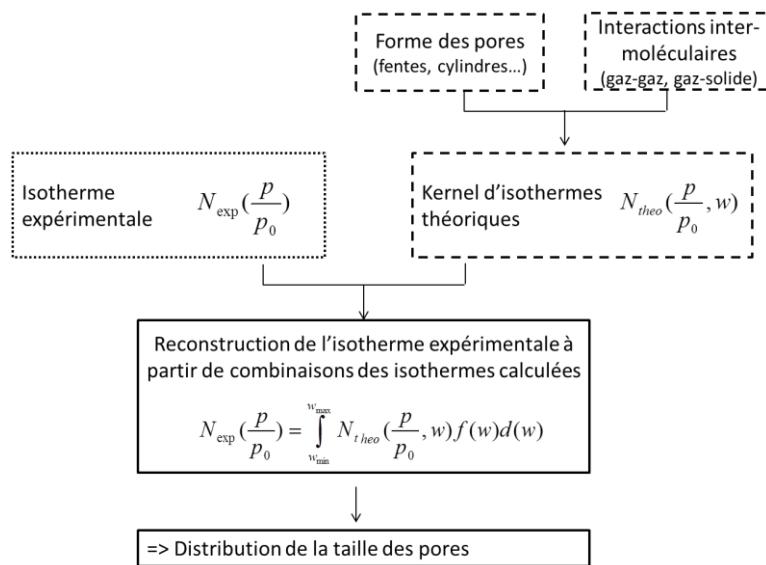 Forme des pores
(fentes, cylindres...)
Interactions inter-
moléculaires
(gaz-gaz, gaz-solide)
Isotherme
expérimentale
N_exp(p/p_0)
Kernel d'isothermes
théoriques
N_theo(p/p_0, w)
Reconstruction de l'isotherme expérimentale à
partir de combinaisons des isothermes calculées
N_exp(p/p_0) = ∫_{w_min}^{w_max} N_theo(p/p_0, w) f(w)d(w)
=> Distribution de la taille des pores